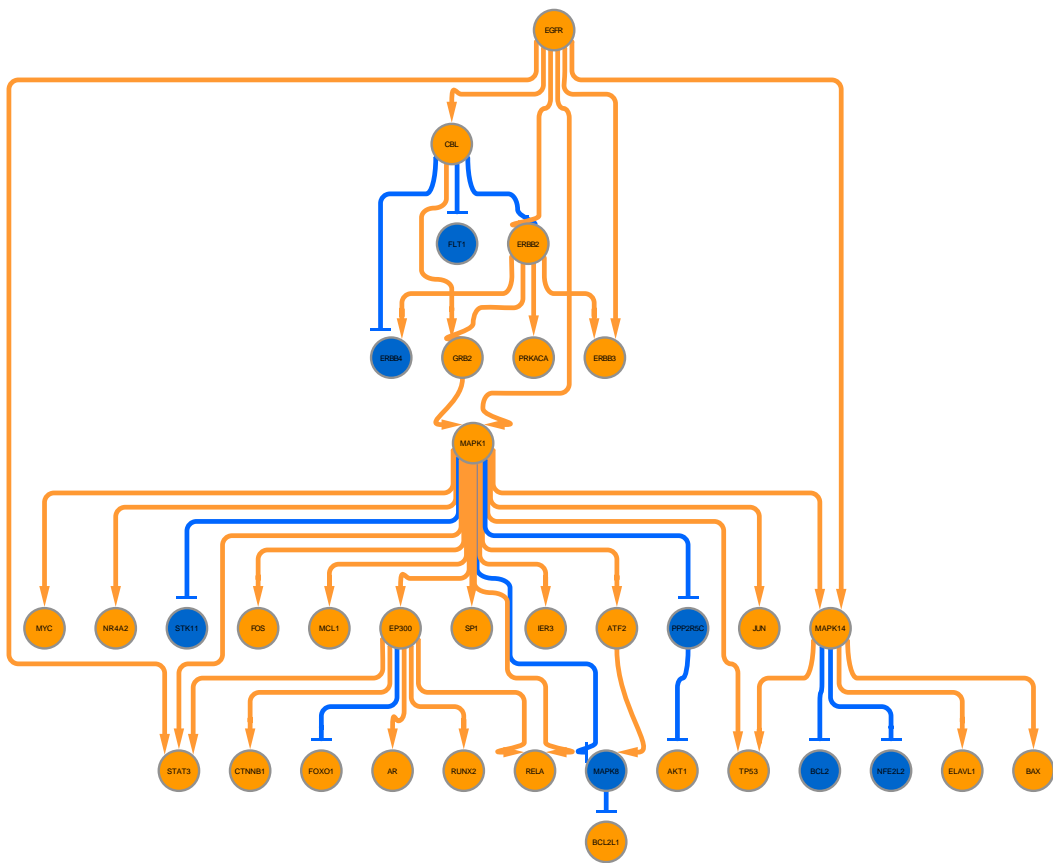 EGFR
CBL
FLT1
ERBB2
ERBB4
GRB2
PRKACA
ERBB3
MAPK1
MYC
NR4A2
STK11
FOS
MCL1
EP300
SP1
IER3
ATF2
PPP2R5C
JUN
MAPK14
STAT3
CTNNB1
FOXO1
AR
RUNX2
RELA
MAPK8
AKT1
TP53
BCL2
NFE2L2
ELAVL1
BAX
BCL2L1